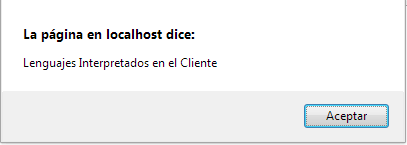 La página en localhost dice:
Lenguajes Interpretados en el Cliente
Aceptar